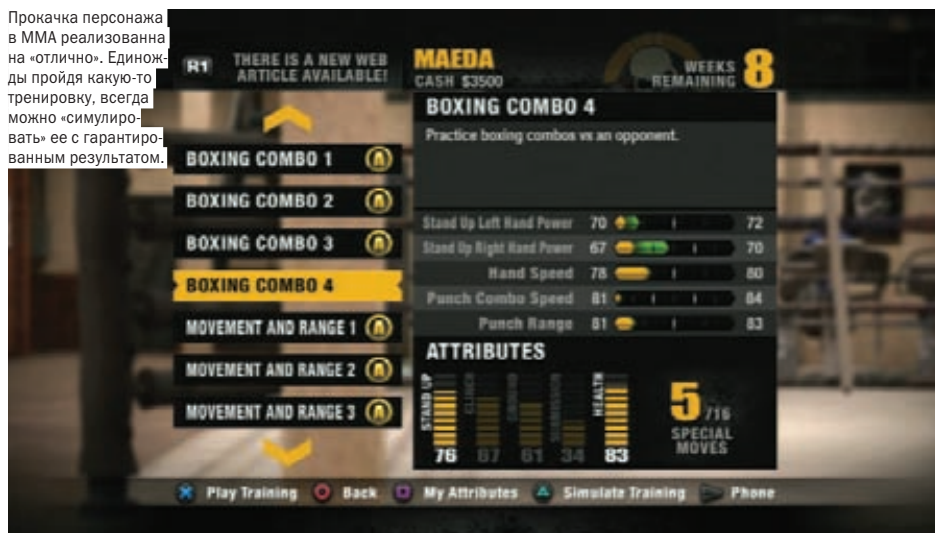 Прокачка персонажа
в ММА реализованна
на «отлично». Единож-
ды пройдя какую-то
тренировку, всегда
можно «симулиро-
вать» ее с гарантиро-
ванным результатом.
R1
THERE IS A NEW WEB
ARTICLE AVAILABLE!
MAEDA
CASH $3500
WEEKS
REMAINING 8
BOXING COMBO 1
BOXING COMBO 2
BOXING COMBO 3
BOXING COMBO 4
MOVEMENT AND RANGE 1
MOVEMENT AND RANGE 2
MOVEMENT AND RANGE 3
BOXING COMBO 4
Practice boxing combos vs an opponent.
Stand Up Left Hand Power 70 72
Stand Up Right Hand Power 67 70
Hand Speed 78 80
Punch Combo Speed 81 84
Punch Range 81 83
ATTRIBUTES
STAND UP CLINCH GROUND SUBMISSION HEALTH
76 67 61 34 83
5/16
SPECIAL
MOVES
Play Training Back My Attributes Simulate Training Phone